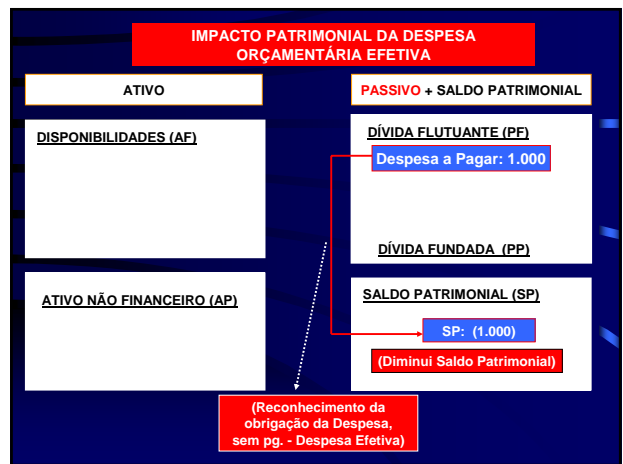 IMPACTO PATRIMONIAL DA DESPESA
ORÇAMENTÁRIA EFETIVA
ATIVO
PASSIVO + SALDO PATRIMONIAL
DISPONIBILIDADES (AF)
DÍVIDA FLUTUANTE (PF)
Despesa a Pagar: 1.000
DÍVIDA FUNDADA (PP)
ATIVO NÃO FINANCEIRO (AP)
SALDO PATRIMONIAL (SP)
SP: (1.000)
(Diminui Saldo Patrimonial)
(Reconhecimento da
obrigação da Despesa,
sem pg. - Despesa Efetiva)